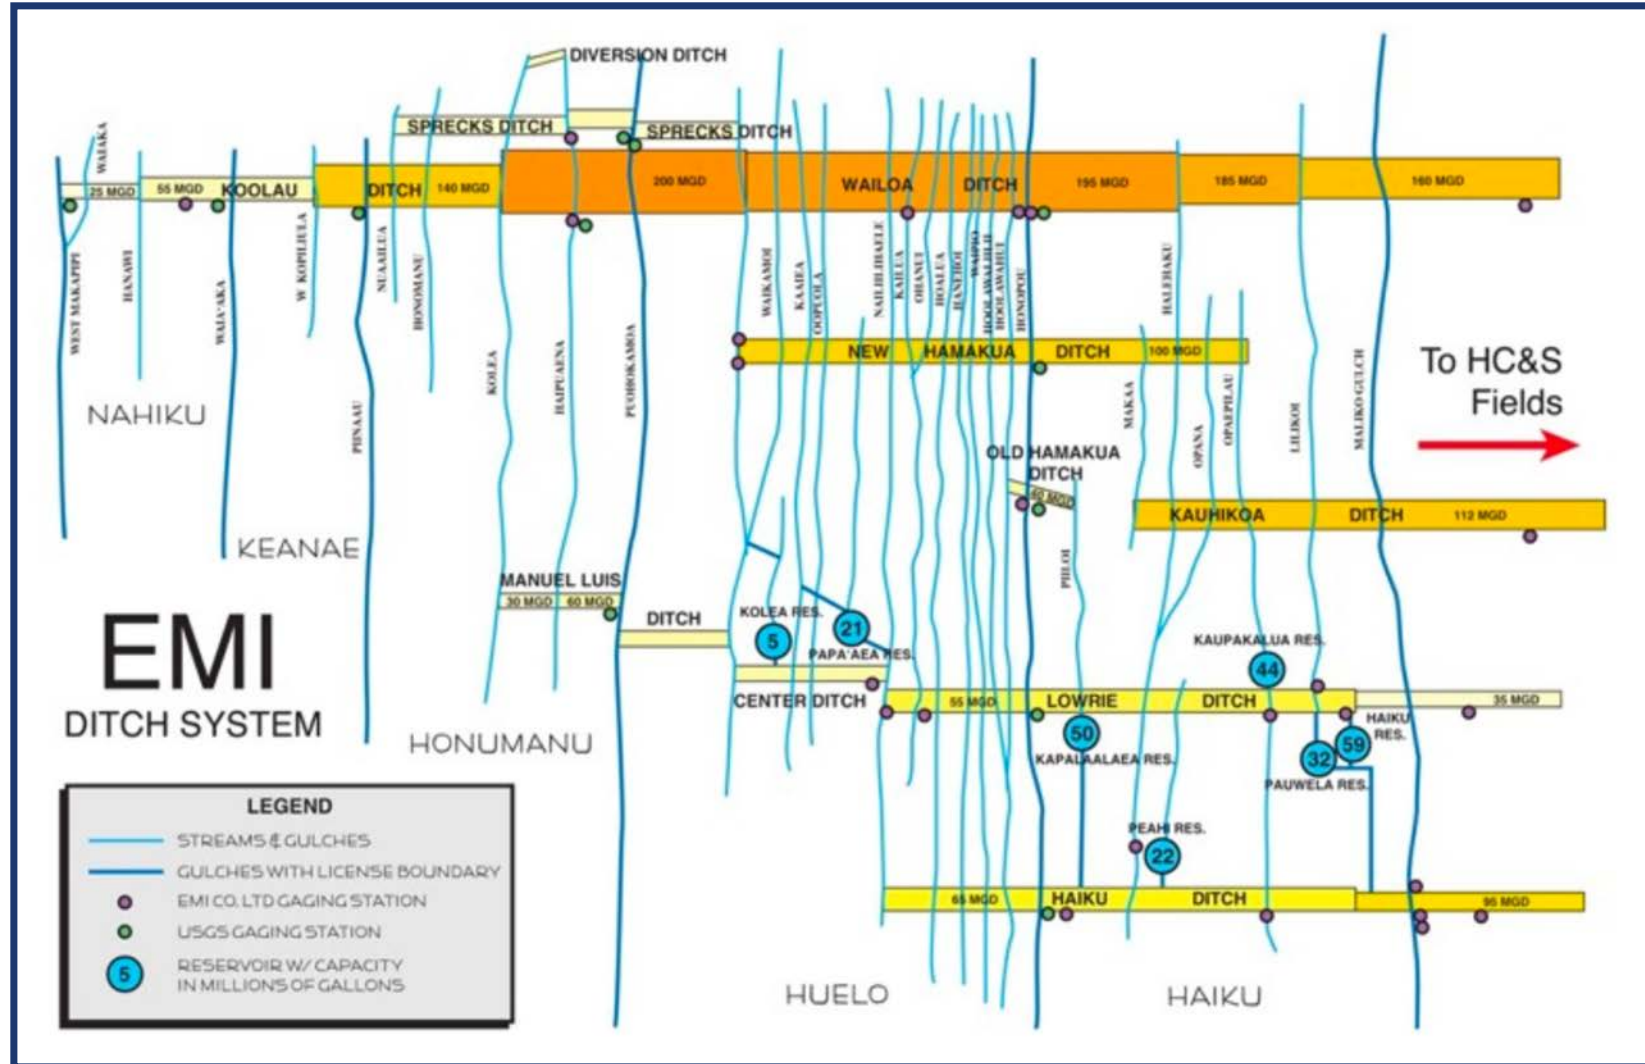 DIVERSION DITCH
SPRECKS DITCH
SPRECKS DITCH
WAIAKA
25 MGD
55 MGD
KOOLAU
DITCH
140 MGD
200 MGD
WAILOA
DITCH
195 MGD
185 MGD
160 MGD
WEST MAKAPIPI
HANAWI
WAIA'AKA
W KOPILIULA
PIINAAU
NUAAILUA
HONOMANU
KOLEA
HAIPUAENA
PUOHOKAMOA
WAIKAMOI
KAAIEA
OOPUOLA
NAILIILIHAELE
KAILUA
OHANUI
HOALUA
HANEHOI
WAIPIO
HOOLAWALIILII
HOOLAWAHUI
HONOPOU
HALEHAKU
NEW HAMAKUA DITCH
100 MGD
MAKAA
OPANA
OPAEPILAU
LILIKOI
MALIKO GULCH
To HC&S
Fields
NAHIKU
KEANAE
OLD HAMAKUA
DITCH
60 MGD
PIILOI
KAUHIKOA
DITCH
112 MGD
MANUEL LUIS
30 MGD
60 MGD
DITCH
KOLEA RES.
5
21
PAPA'AEA RES.
CENTER DITCH
KAUPAKALUA RES.
44
55 MGD
LOWRIE
DITCH
35 MGD
50
KAPALAALAEA RES.
HAIKU
RES.
59
32
PAUWELA RES.
PEAHI RES.
22
65 MGD
HAIKU
DITCH
95 MGD
EMI
DITCH SYSTEM
HONUMANU
HUELO
HAIKU
LEGEND
STREAMS & GULCHES
GULCHES WITH LICENSE BOUNDARY
EMI CO. LTD GAGING STATION
USGS GAGING STATION
5
RESERVOIR W/ CAPACITY
IN MILLIONS OF GALLONS